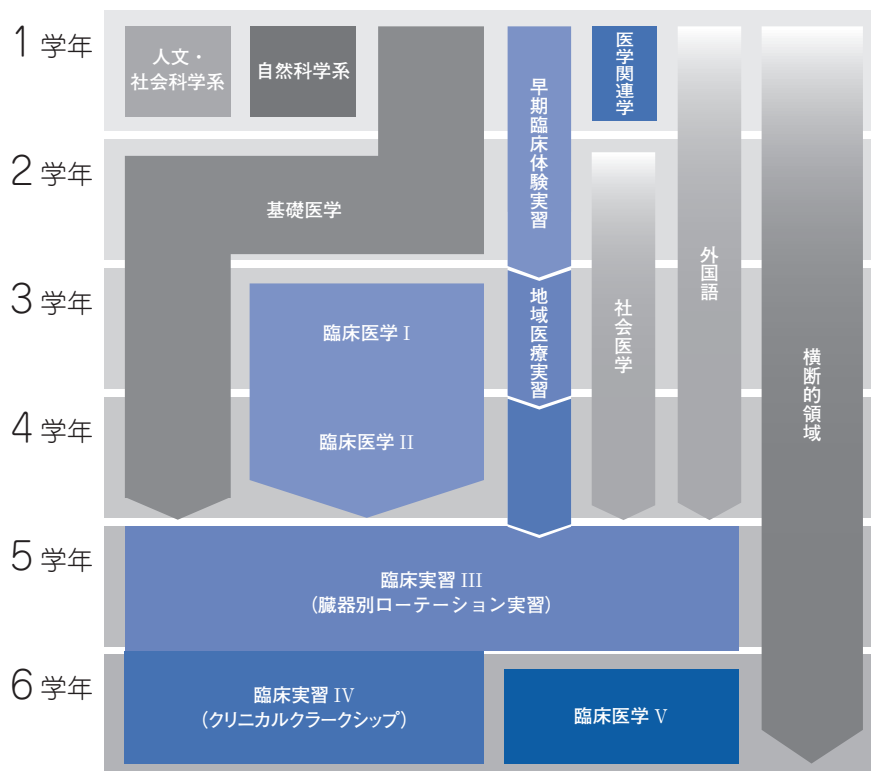 1 学年
人文・
社会科学系
自然科学系
早期臨床体験実習
医学関連学
2 学年
基礎医学
外国語
3 学年
臨床医学 I
地域医療実習
社会医学
横断的領域
4 学年
臨床医学 II
5 学年
臨床実習 III
（臓器別ローテーション実習）
6 学年
臨床実習 IV
（クリニカルクラークシップ）
臨床医学 V